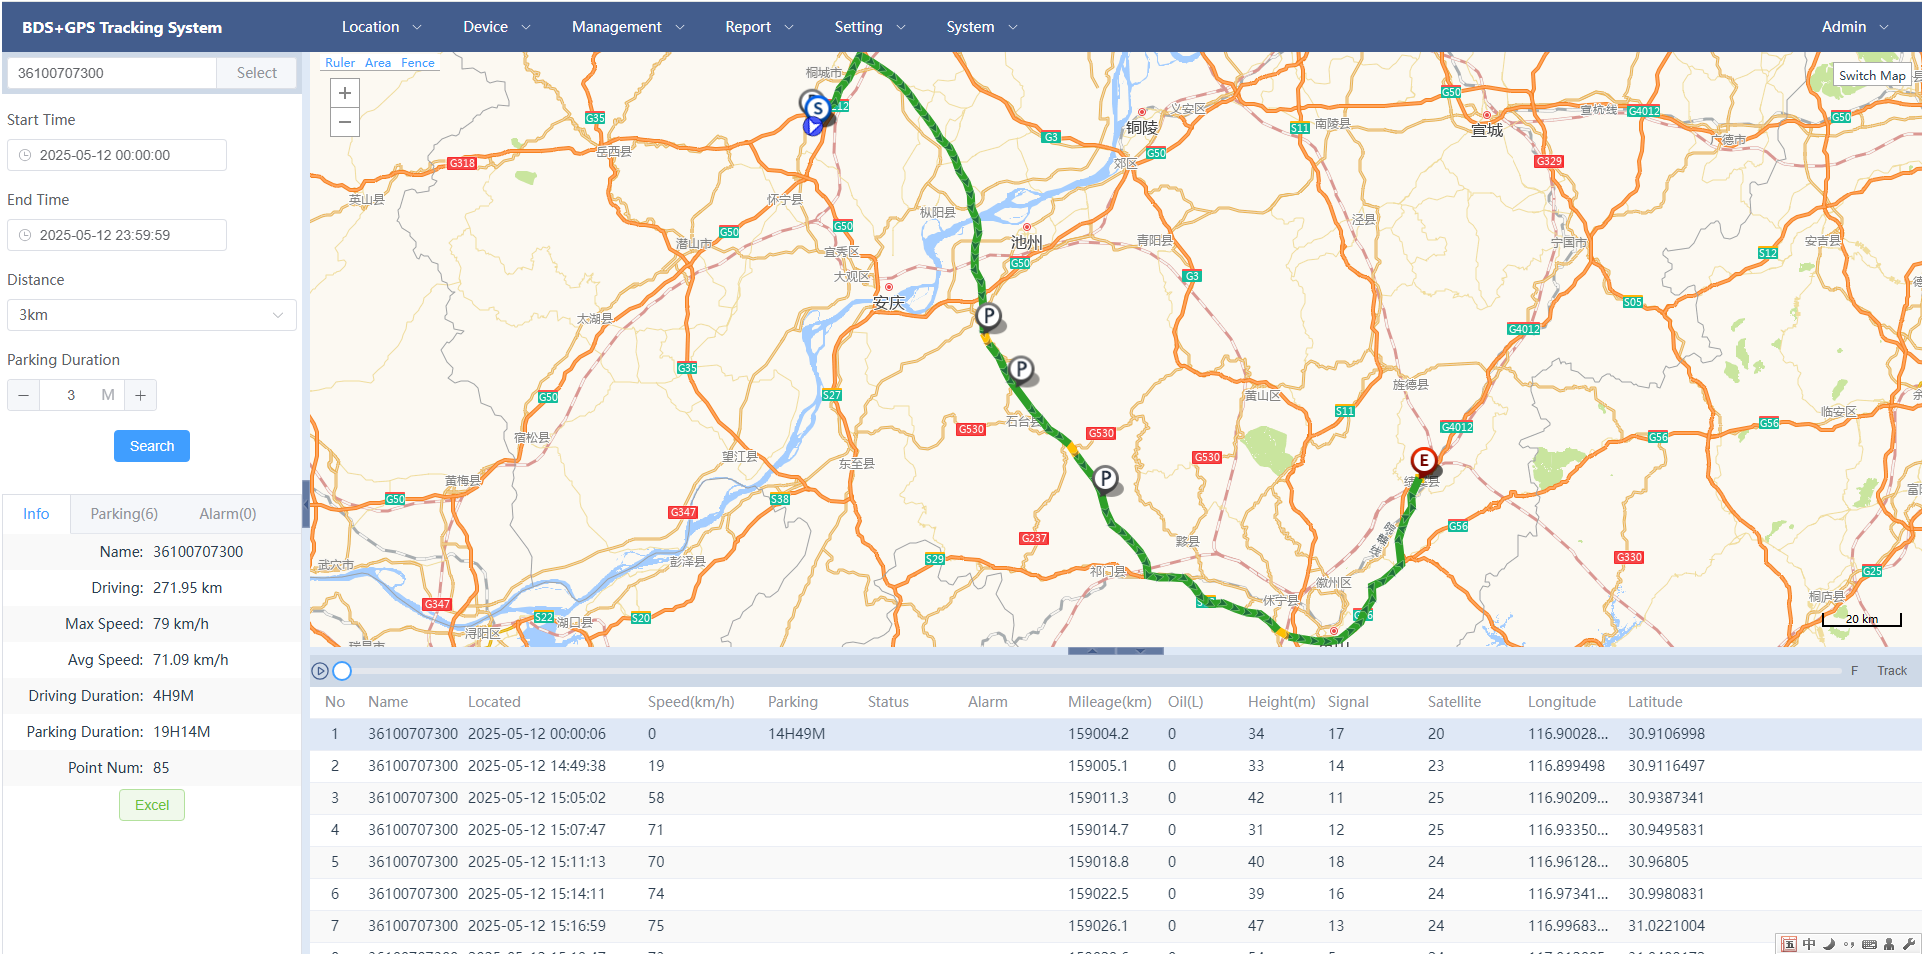 BDS+GPS Tracking System
Location
Device
Management
Report
Setting
System
Admin
36100707300
Select
Start Time
2025-05-12 00:00:00
End Time
2025-05-12 23:59:59
Distance
3km
Parking Duration
− 3 M +
Search
Info
Parking(6)
Alarm(0)
Name: 36100707300
Driving: 271.95 km
Max Speed: 79 km/h
Avg Speed: 71.09 km/h
Driving Duration: 4H9M
Parking Duration: 19H14M
Point Num: 85
Excel
Ruler Area Fence
+
−
Switch Map
桐城市
S
G35
岳西县
G318
英山县
怀宁县
枞阳县
G50
G50
潜山市
宜秀区
大观区
安庆
池州
G50
太湖县
G35
G50
S27
宿松县
望江县
东至县
黄梅县
G50
S38
G347
武穴市
彭泽县
G347
S22
湖口县
S20
浔阳区
S29
G3
铜陵
义安区
G50
郊区
青阳县
G3
S11
南陵县
G50
宣城
宣杭线
G4012
G50
广德市
G329
泾县
宁国市
安吉县
S12
S05
G4012
旌德县
黄山区
S11
G4012
G56
G56
临安区
P
P
P
E
石台县
G530
G530
G530
G237
黟县
祁门县
休宁县
徽州区
G56
G330
G25
桐庐县
20 km
F
Track
No Name Located Speed(km/h) Parking Status Alarm Mileage(km) Oil(L) Height(m) Signal Satellite Longitude Latitude
1 36100707300 2025-05-12 00:00:06 0 14H49M 159004.2 0 34 17 20 116.90028... 30.9106998
2 36100707300 2025-05-12 14:49:38 19 159005.1 0 33 14 23 116.899498 30.9116497
3 36100707300 2025-05-12 15:05:02 58 159011.3 0 42 11 25 116.90209... 30.9387341
4 36100707300 2025-05-12 15:07:47 71 159014.7 0 31 12 25 116.93350... 30.9495831
5 36100707300 2025-05-12 15:11:13 70 159018.8 0 40 18 24 116.96128... 30.96805
6 36100707300 2025-05-12 15:14:11 74 159022.5 0 39 16 24 116.97341... 30.9980831
7 36100707300 2025-05-12 15:16:59 75 159026.1 0 47 13 24 116.99683... 31.0221004
五 中